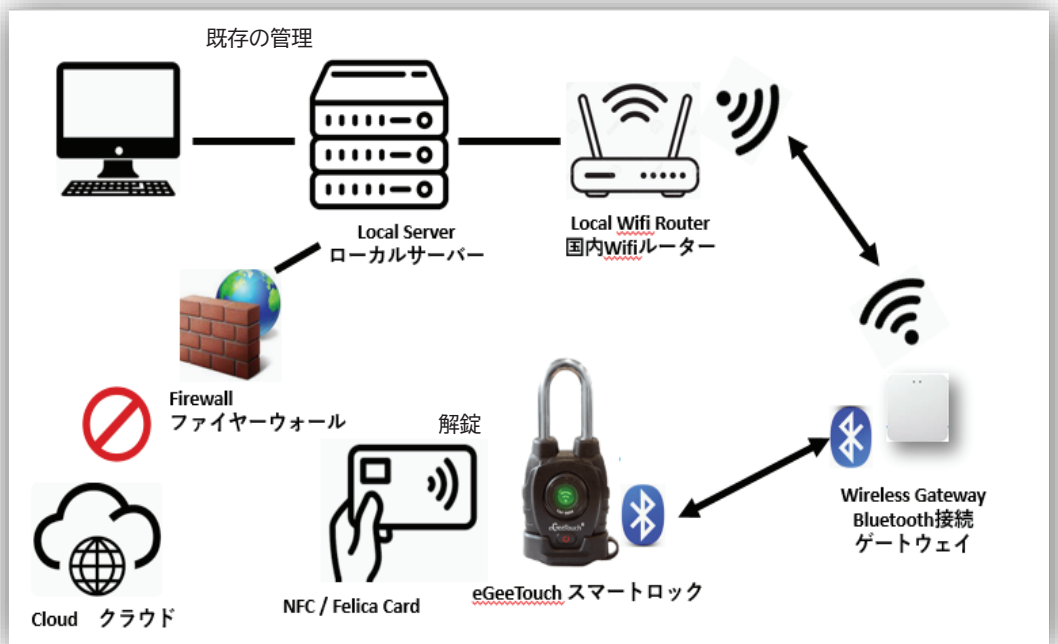 既存の管理
Local Server
ローカルサーバー
Local Wifi Router
国内Wifiルーター
Firewall
ファイヤーウォール
解錠
Wireless Gateway
Bluetooth接続
ゲートウェイ
eGeeTouch
eGeeTouch スマートロック
NFC / Felica Card
Cloud クラウド